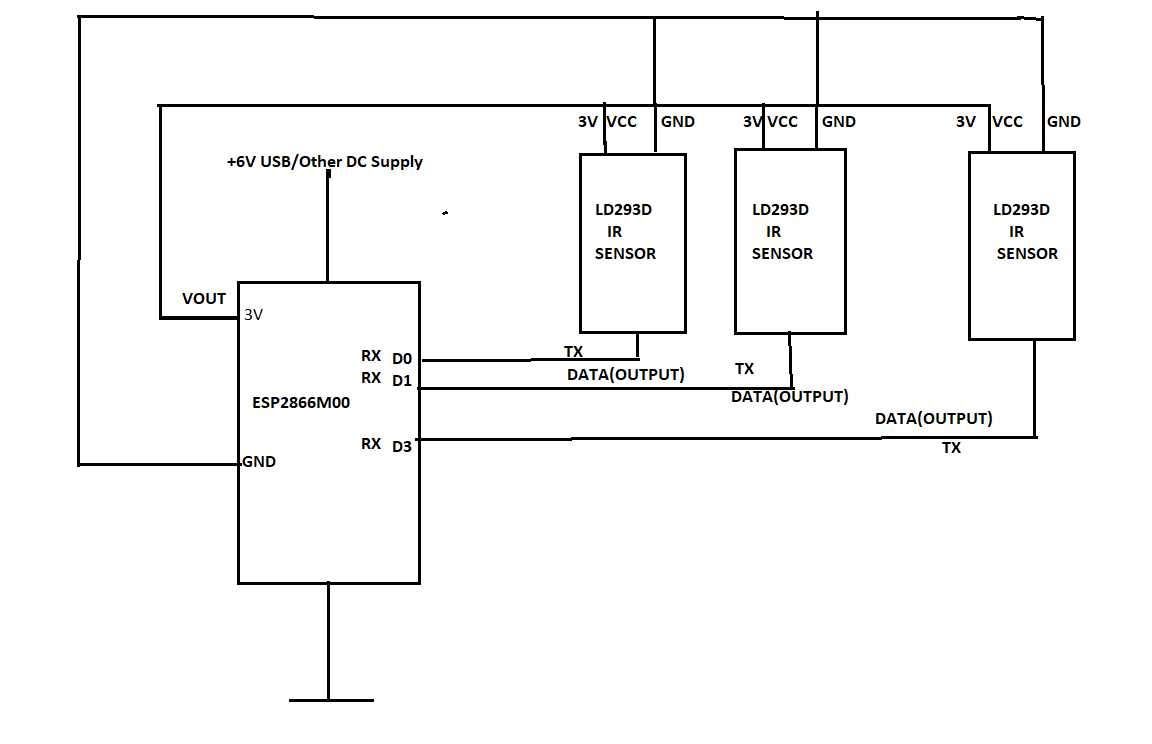 3V VCC GND
3V VCC GND
3V VCC GND
+6V USB/Other DC Supply
LD293D
IR
SENSOR
LD293D
IR
SENSOR
LD293D
IR
SENSOR
VOUT
3V
RX D0
RX D1
ESP2866M00
RX D3
GND
TX
DATA(OUTPUT)
TX
DATA(OUTPUT)
DATA(OUTPUT)
TX